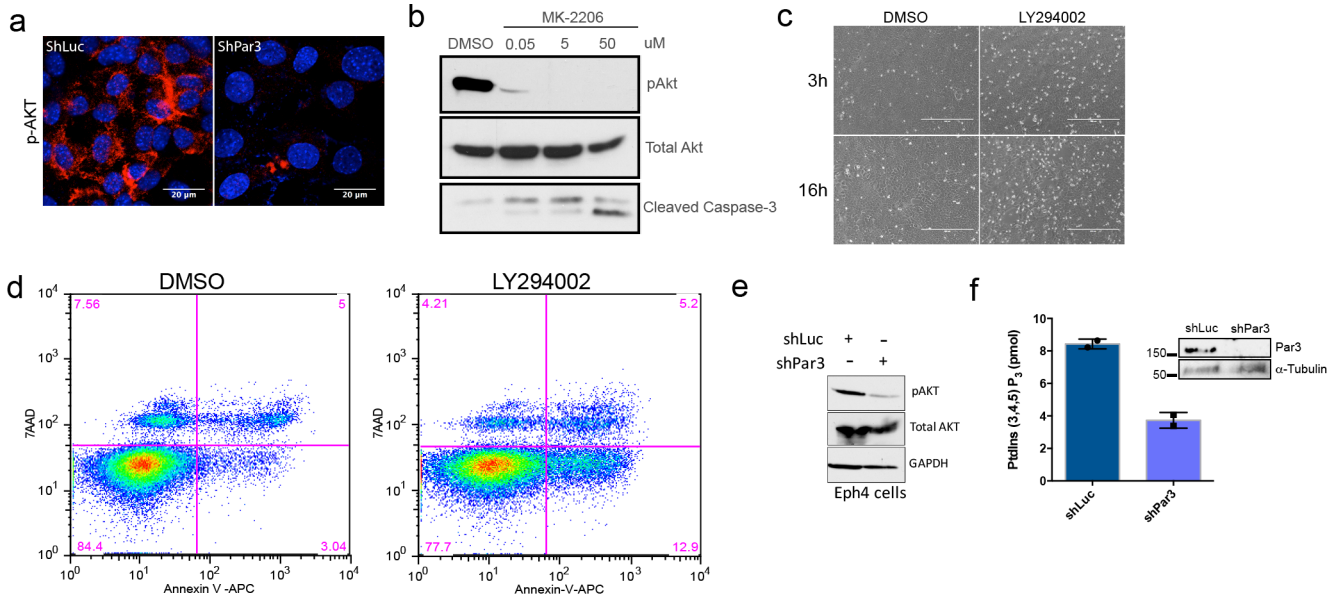 a
ShLuc
ShPar3
p-AKT
20 µm
20 µm
b
MK-2206
DMSO 0.05 5 50 uM
pAkt
Total Akt
Cleaved Caspase-3
c
DMSO
LY294002
3h
16h
d
DMSO
7.56
5
84.4
3.04
10⁴
10³
10²
10¹
10⁰
7AAD
10⁰ 10¹ 10² 10³ 10⁴
Annexin V -APC
LY294002
4.21
5.2
77.7
12.9
10⁴
10³
10²
10¹
10⁰
7AAD
10⁰ 10¹ 10² 10³ 10⁴
Annexin-V-APC
e
shLuc + –
shPar3 – +
pAKT
Total AKT
GAPDH
Eph4 cells
f
PtdIns (3,4,5) P₃ (pmol)
10
8
6
4
2
0
shLuc
shPar3
shLuc shPar3
150
Par3
50
α-Tubulin